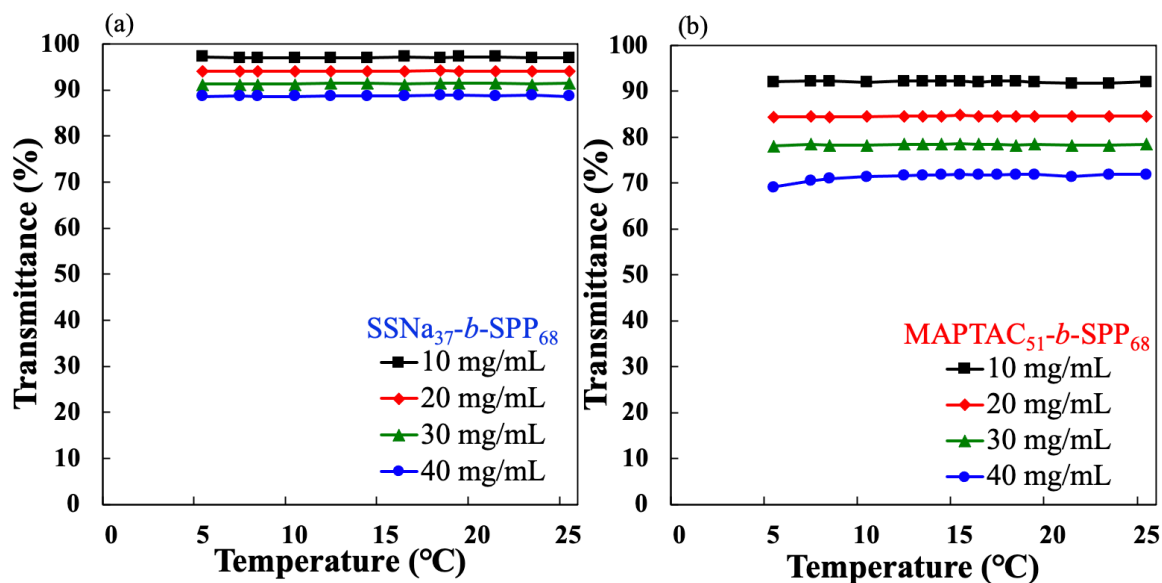 (a)
100
90
80
70
60
50
40
30
20
10
0
0 5 10 15 20 25
Transmittance (%)
Temperature (°C)
SSNa₃₇-b-SPP₆₈
10 mg/mL
20 mg/mL
30 mg/mL
40 mg/mL
(b)
100
90
80
70
60
50
40
30
20
10
0
0 5 10 15 20 25
Transmittance (%)
Temperature (°C)
MAPTAC₅₁-b-SPP₆₈
10 mg/mL
20 mg/mL
30 mg/mL
40 mg/mL